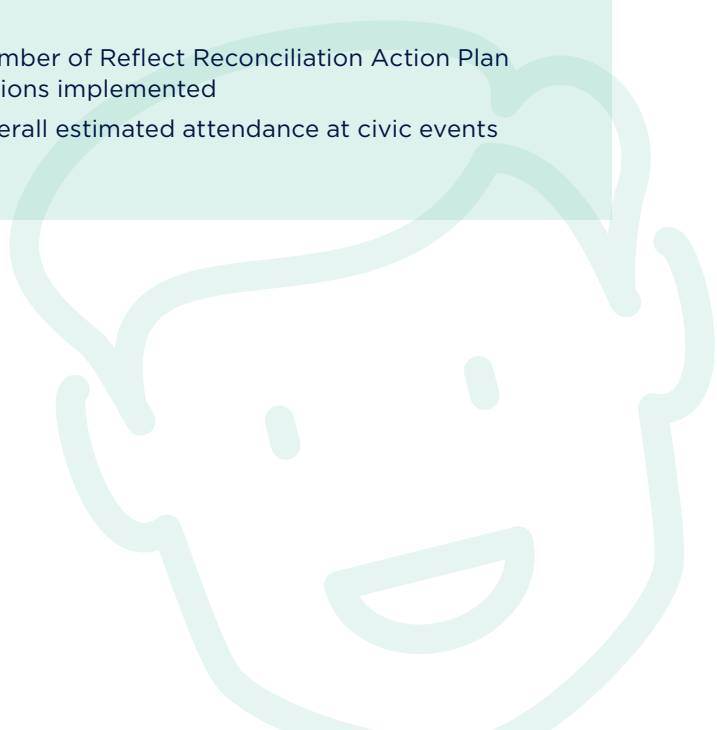 mber of Reflect Reconciliation Action Plan
ions implemented
erall estimated attendance at civic events